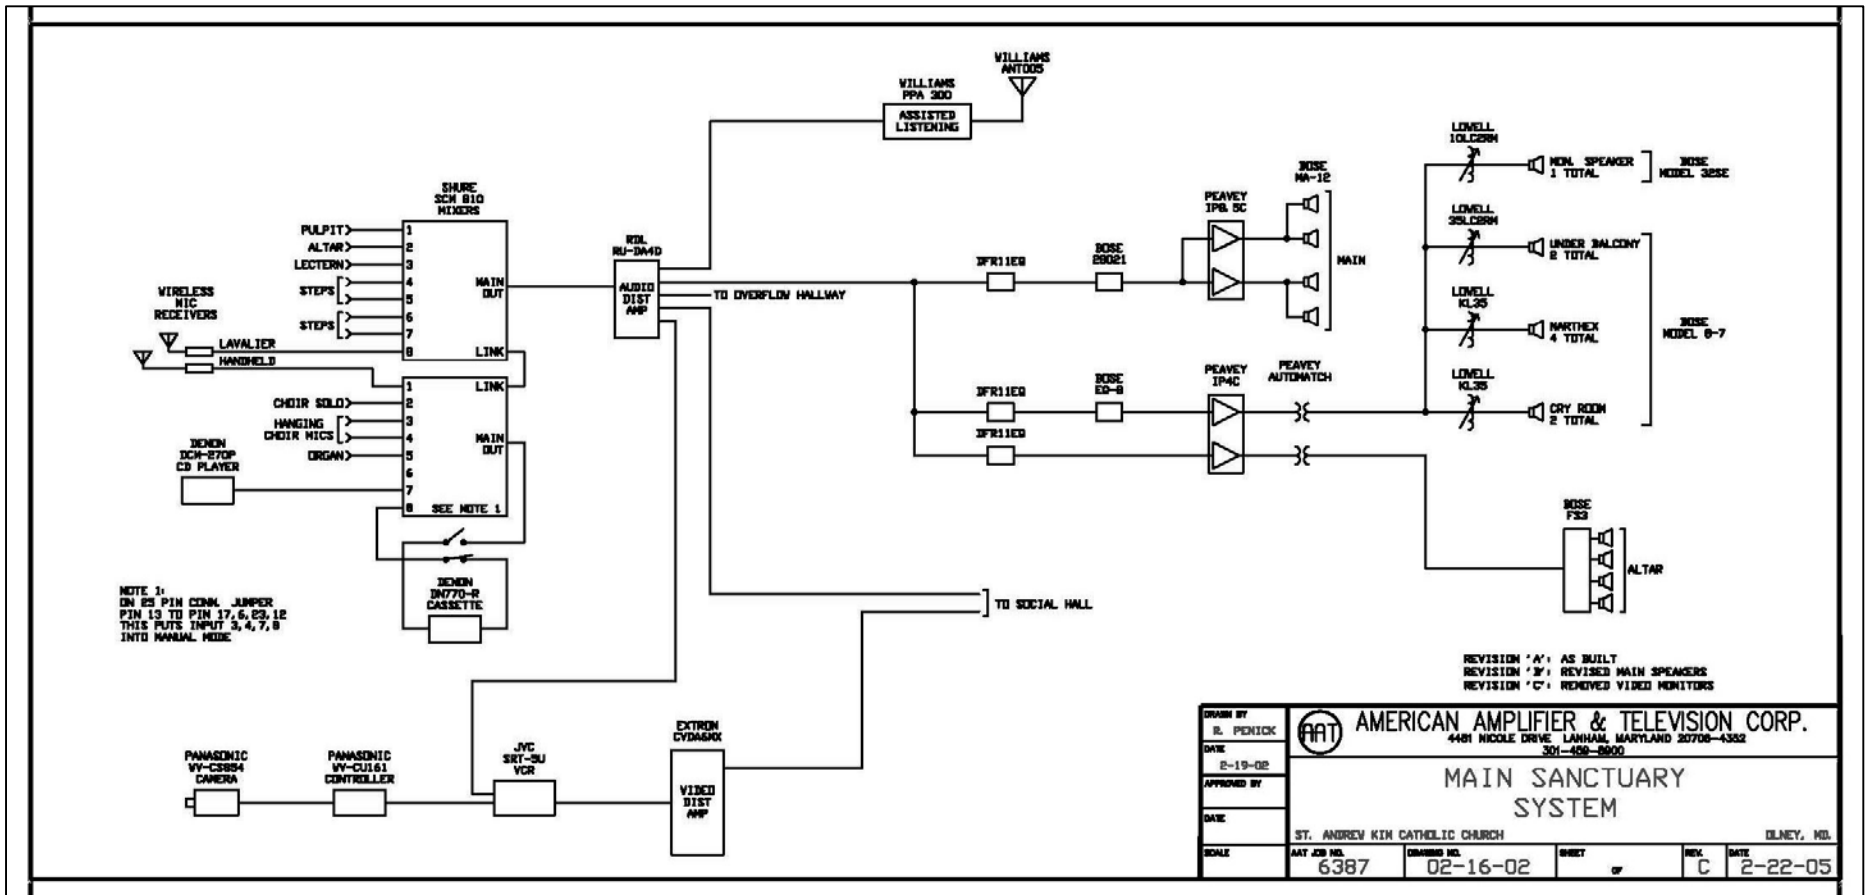 WILLIAMS
ANT005
WILLIAMS
PPA 300
ASSISTED
LISTENING
SHURE
SCM 810
MIXERS
PULPIT
ALTAR
LECTERN
STEPS
STEPS
1
2
3
4
5
6
7
8
MAIN
OUT
LINK
WIRELESS
MIC
RECEIVERS
LAVALIER
HANDHELD
1
2
3
4
5
6
7
8
LINK
MAIN
OUT
SEE NOTE 1
CHOIR SOLO
HANGING
CHOIR MICS
ORGAN
DENON
DCM-270P
CD PLAYER
DENON
DN770-R
CASSETTE
NOTE 1:
ON 25 PIN CONN. JUMPER
PIN 13 TO PIN 17,6,23,12
THIS PUTS INPUT 3,4,7,8
INTO MANUAL MODE
RDL
RU-DA4D
AUDIO
DIST
AMP
TO OVERFLOW HALLWAY
DFR11EQ
BOSE
PEAVEY
IP8.5C
BOSE
MA-12
MAIN
DFR11EQ
BOSE
EQ-8
PEAVEY
IP4C
PEAVEY
AUTOMATCH
DFR11EQ
LOWELL
10LC2RM
MON. SPEAKER
1 TOTAL
BOSE
MODEL 32SE
LOWELL
35LC2RM
UNDER BALCONY
2 TOTAL
LOWELL
KL35
NARTHEX
4 TOTAL
BOSE
LOWELL
KL35
CRY ROOM
2 TOTAL
BOSE
FS3
ALTAR
TO SOCIAL HALL
PANASONIC
CAMERA
PANASONIC
WV-CU161
CONTROLLER
JVC
SRT-5U
VCR
EXTRON
VIDEO
DIST
AMP
REVISION 'A': AS BUILT
REVISION 'B': REVISED MAIN SPEAKERS
REVISION 'C': REMOVED VIDEO MONITORS
DRAWN BY
R. PENICK
DATE
2-19-02
APPROVED BY
DATE
SCALE
AAT
AMERICAN AMPLIFIER & TELEVISION CORP.
4481 NICOLE DRIVE LANHAM, MARYLAND 20706-4352
301-459-8900
MAIN SANCTUARY
SYSTEM
ST. ANDREW KIM CATHOLIC CHURCH OLNEY, MD.
AAT JOB NO.
6387
DRAWING NO.
02-16-02
SHEET
OF
REV.
C
DATE
2-22-05